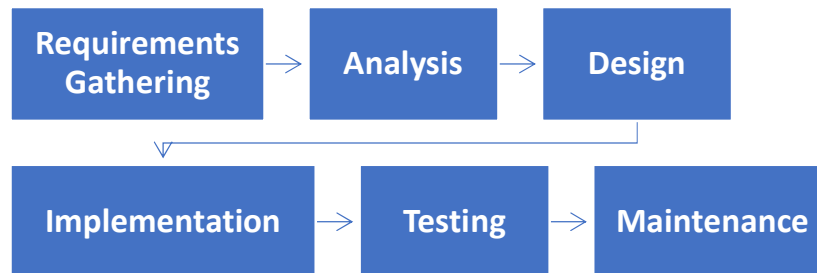 Requirements
Gathering
Analysis
Design
Implementation
Testing
Maintenance